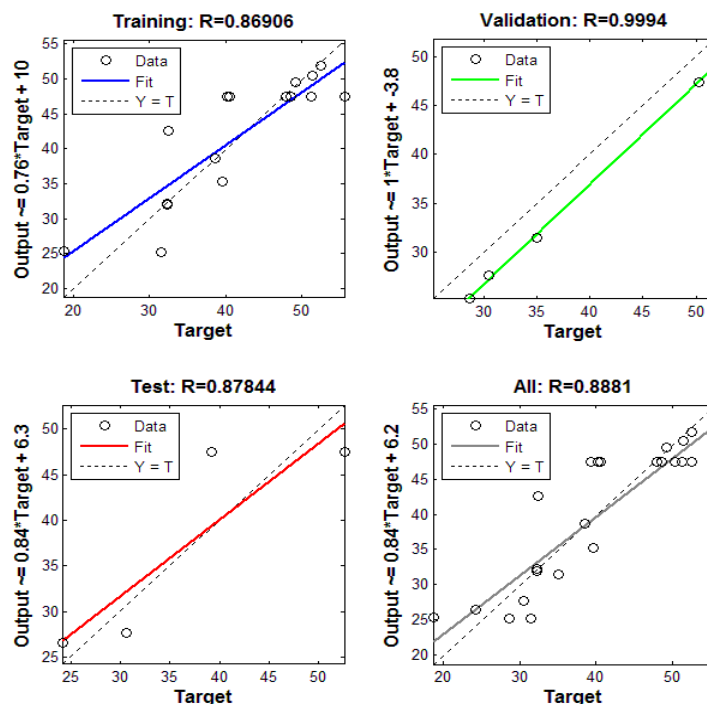 Training: R=0.86906
Output ~= 0.76*Target + 10
55
50
45
40
35
30
25
20
Data
Fit
Y = T
20
30
40
50
Target
Validation: R=0.9994
Output ~= 1*Target + -3.8
50
45
40
35
30
Data
Fit
Y = T
30
35
40
45
50
Target
Test: R=0.87844
Output ~= 0.84*Target + 6.3
50
45
40
35
30
25
Data
Fit
Y = T
25
30
35
40
45
50
Target
All: R=0.8881
Output ~= 0.84*Target + 6.2
55
50
45
40
35
30
25
20
Data
Fit
Y = T
20
30
40
50
Target